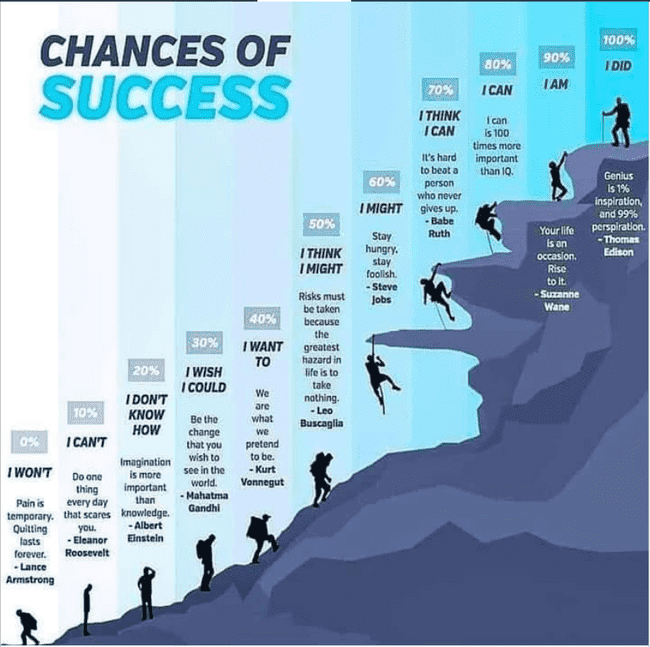 CHANCES OF
SUCCESS
0%
I WON'T
Pain is
temporary.
Quitting
lasts
forever.
- Lance
Armstrong
10%
I CAN'T
Do one
thing
every day
that scares
you.
- Eleanor
Roosevelt
20%
I DON'T
KNOW
HOW
Imagination
is more
important
than
knowledge.
- Albert
Einstein
30%
I WISH
I COULD
Be the
change
that you
wish to
see in the
world.
- Mahatma
Gandhi
40%
I WANT
TO
We
are
what
we
pretend
to be.
- Kurt
Vonnegut
50%
I THINK
I MIGHT
Risks must
be taken
because
the
greatest
hazard in
life is to
take
nothing.
- Leo
Buscaglia
60%
I MIGHT
Stay
hungry,
stay
foolish.
- Steve
Jobs
70%
I THINK
I CAN
It's hard
to beat a
person
who never
gives up.
- Babe
Ruth
80%
I CAN
I can
is 100
times more
important
than IQ.
90%
I AM
Your life
is an
occasion.
Rise
to it.
- Suzanne
Wane
100%
I DID
Genius
is 1%
inspiration,
and 99%
perspiration.
- Thomas
Edison